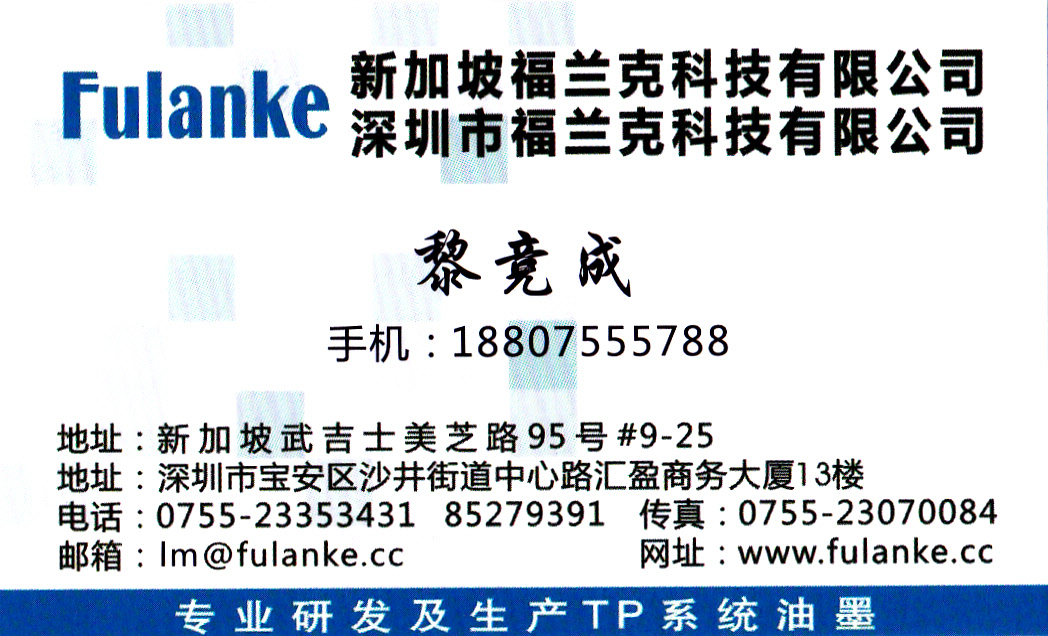 Fulanke
新加坡福兰克科技有限公司
深圳市福兰克科技有限公司
黎竟成
手机：18807555788
地址：新加坡武吉士美芝路95号#9-25
地址：深圳市宝安区沙井街道中心路汇盈商务大厦13楼
电话：0755-23353431 85279391 传真：0755-23070084
邮箱：lm@fulanke.cc 网址：www.fulanke.cc
专业研发及生产TP系统油墨